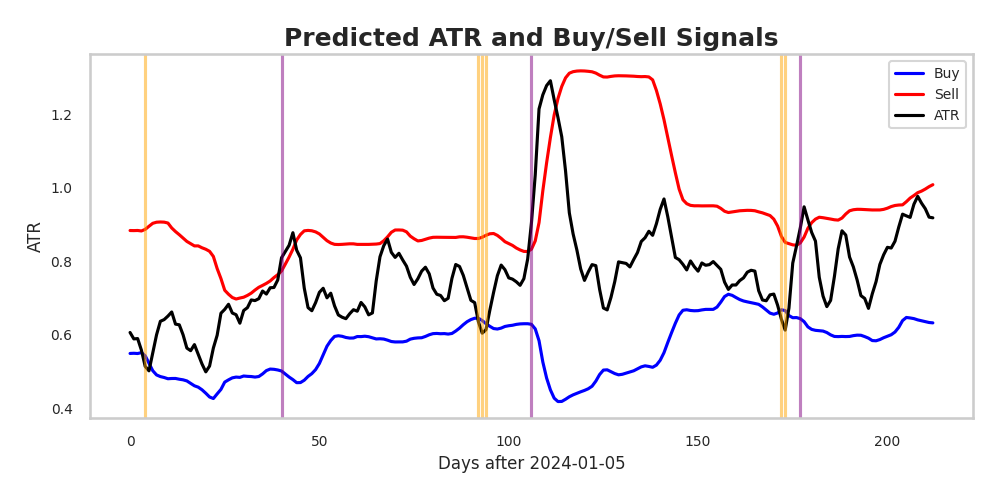 Predicted ATR and Buy/Sell Signals
Buy
Sell
ATR
ATR
1.2
1.0
0.8
0.6
0.4
0
50
100
150
200
Days after 2024-01-05